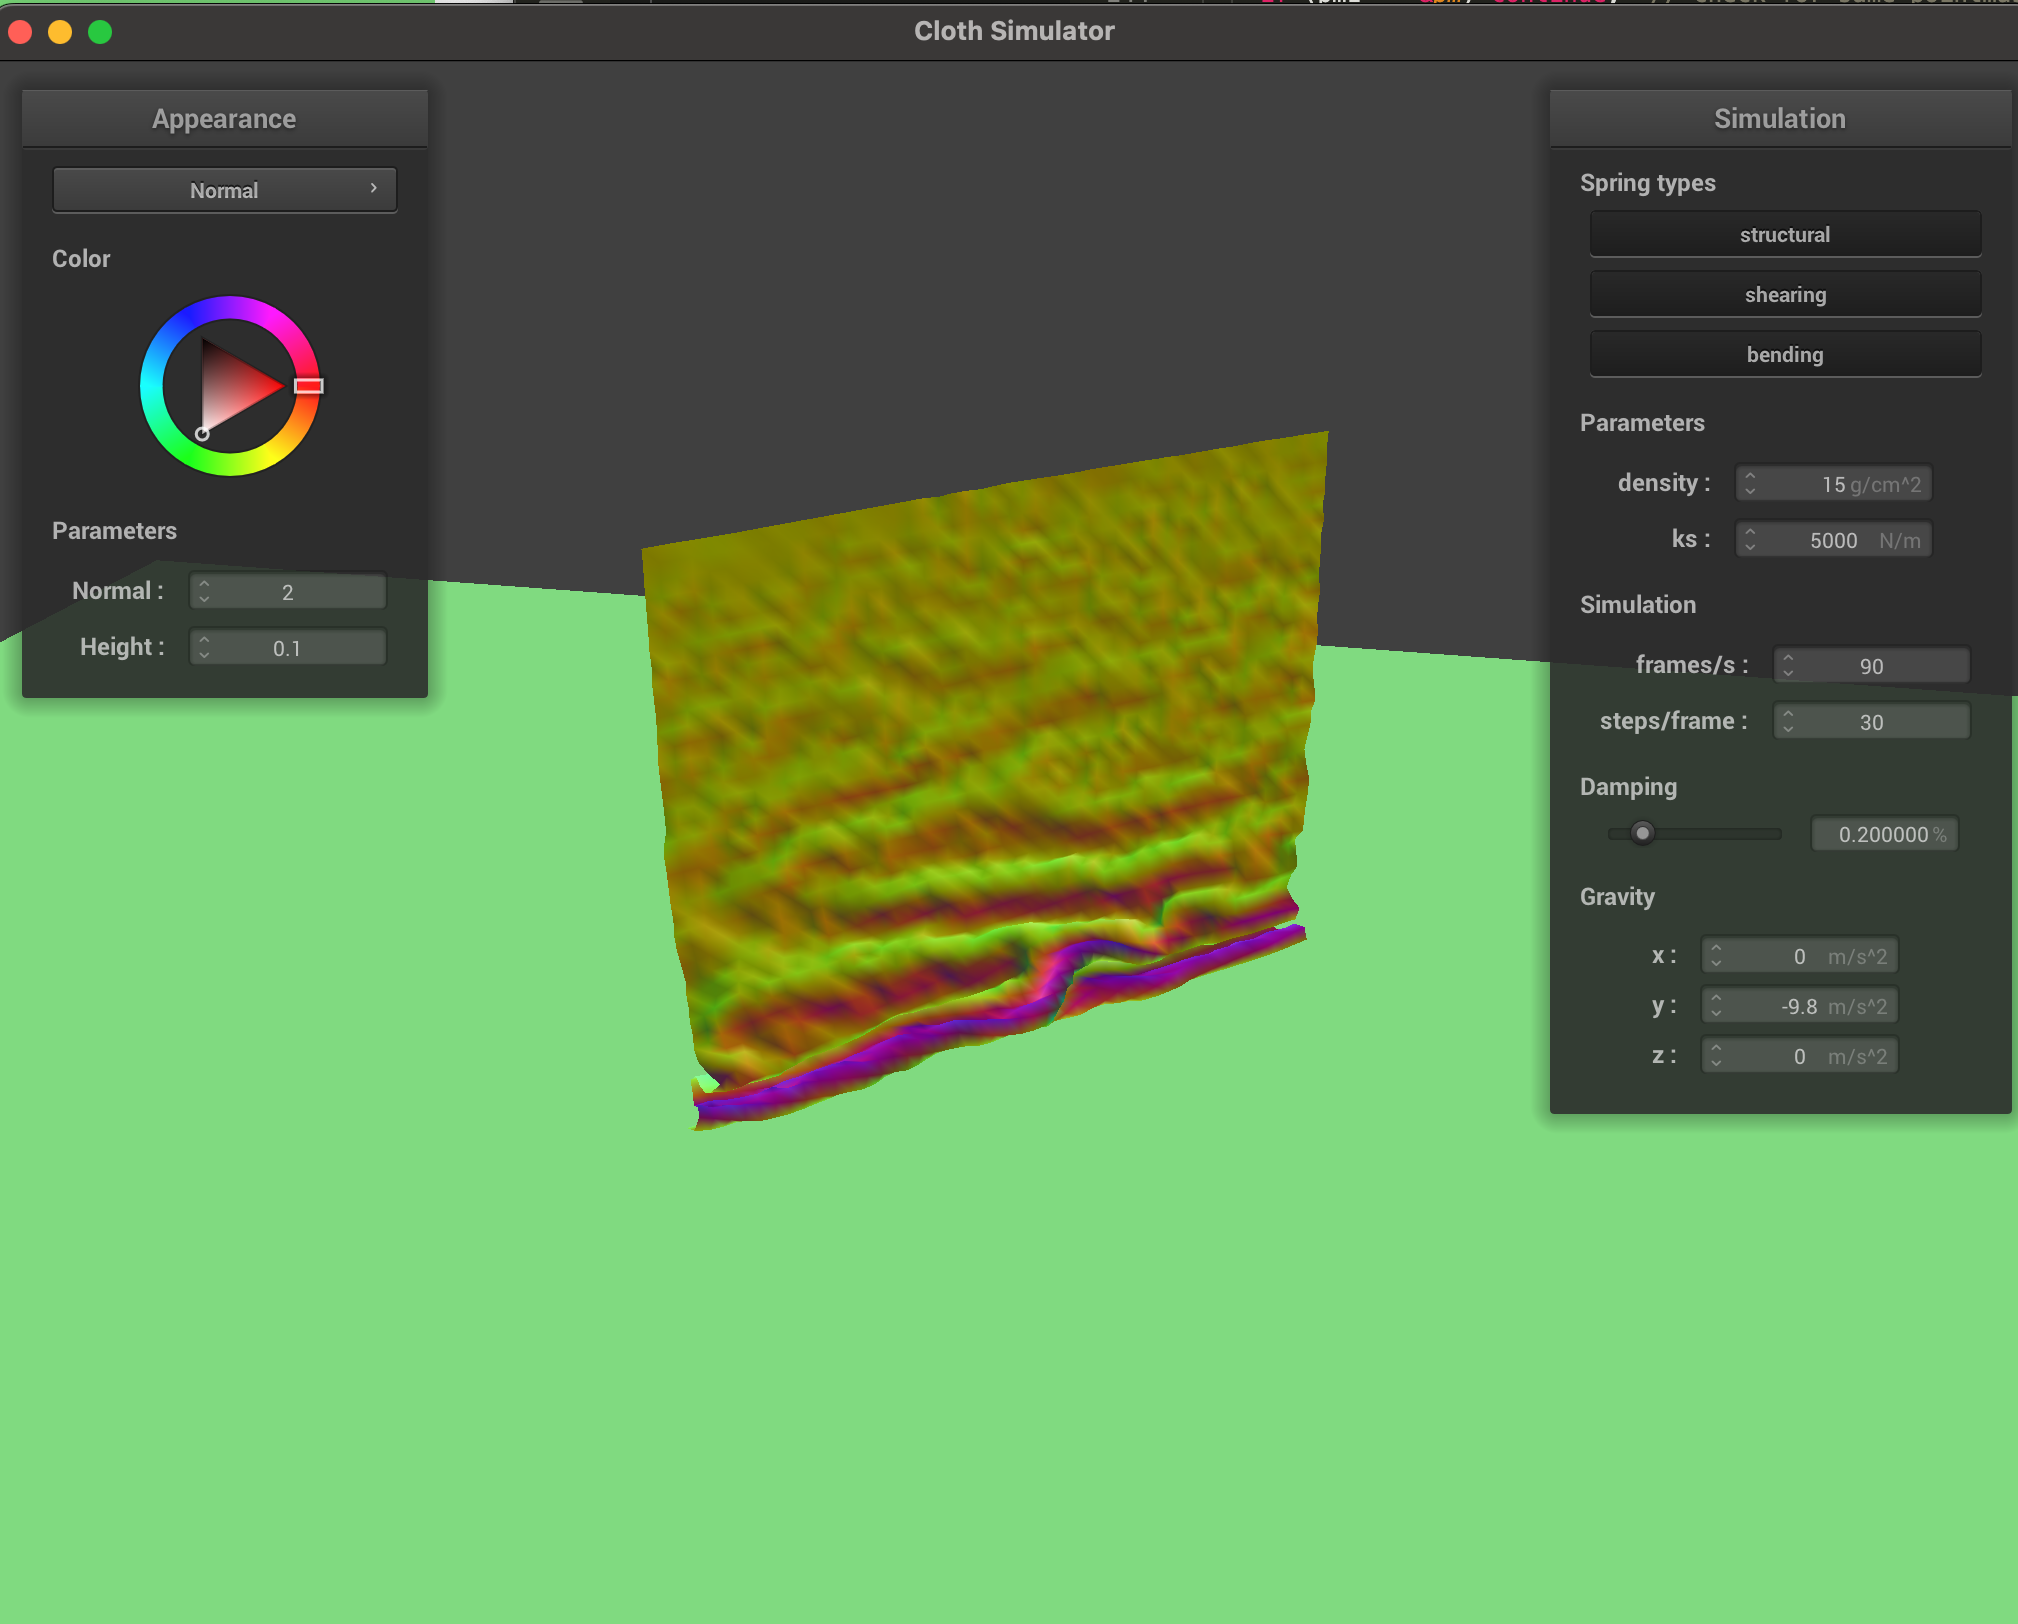 Cloth Simulator
Appearance
Normal
Color
Parameters
Normal : 2
Height : 0.1
Simulation
Spring types
structural
shearing
bending
Parameters
density : 15 g/cm^2
ks : 5000 N/m
Simulation
frames/s : 90
steps/frame : 30
Damping
0.200000 %
Gravity
x : 0 m/s^2
y : -9.8 m/s^2
z : 0 m/s^2